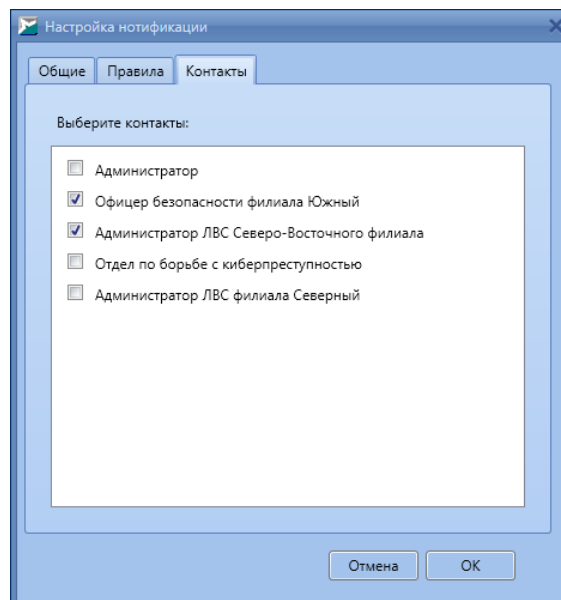 Настройка нотификации
Общие Правила Контакты
Выберите контакты:
Администратор
Офицер безопасности филиала Южный
Администратор ЛВС Северо-Восточного филиала
Отдел по борьбе с киберпреступностью
Администратор ЛВС филиала Северный
Отмена ОК